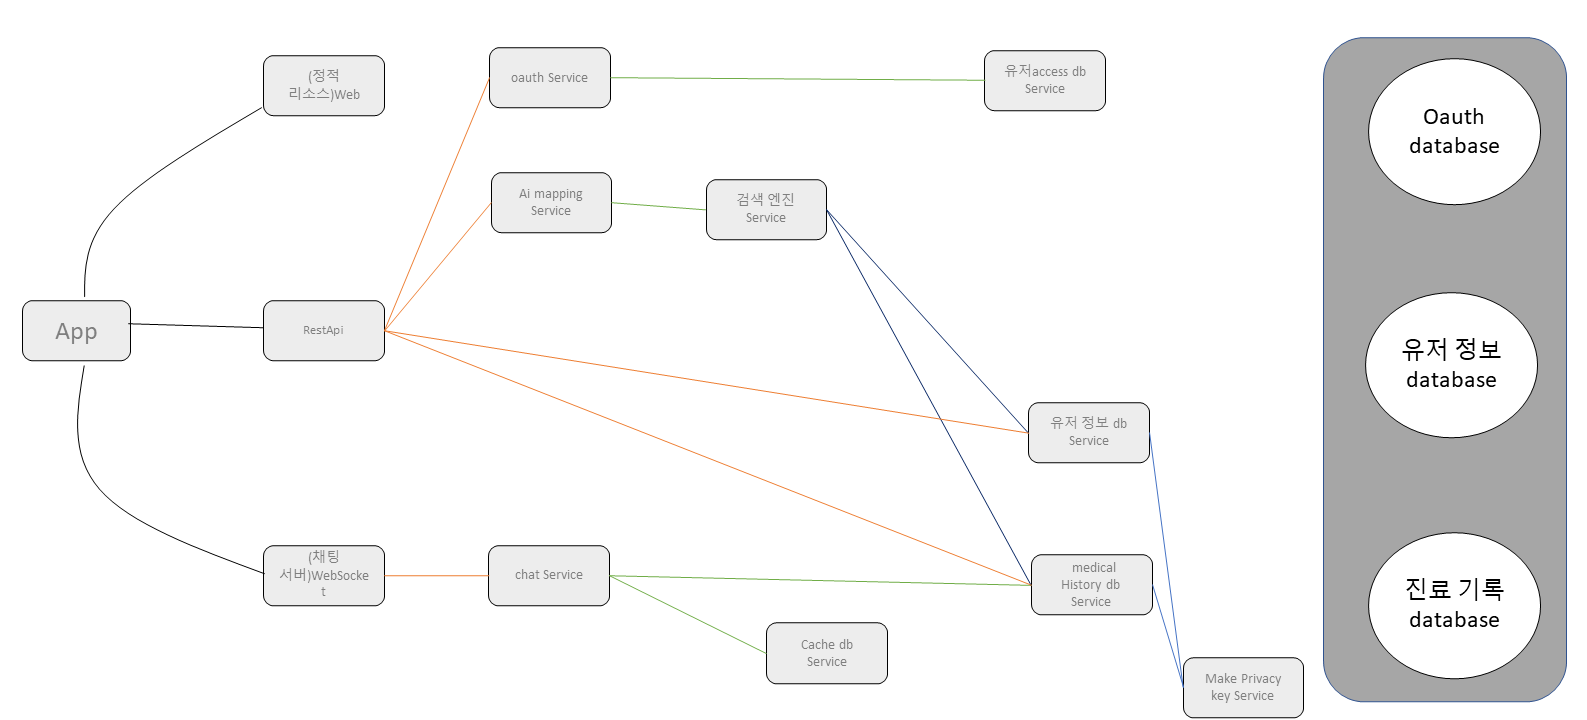 (정적
리소스)Web
oauth Service
유저access db
Service
Oauth
database
Ai mapping
Service
검색 엔진
Service
App
RestApi
유저 정보
database
유저 정보 db
Service
(채팅
서버)WebSocke
t
chat Service
medical
History db
Service
진료 기록
database
Cache db
Service
Make Privacy
key Service